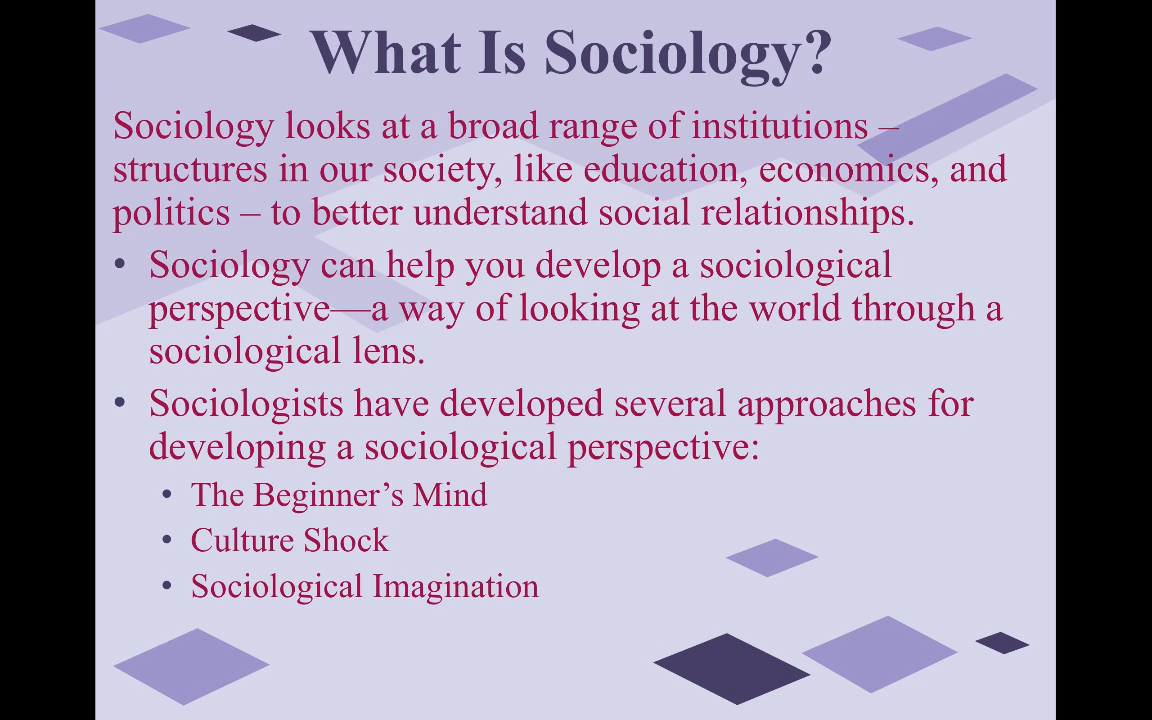 What Is Sociology?
Sociology looks at a broad range of institutions –
structures in our society, like education, economics, and
politics – to better understand social relationships.
• Sociology can help you develop a sociological
perspective—a way of looking at the world through a
sociological lens.
• Sociologists have developed several approaches for
developing a sociological perspective:
• The Beginner’s Mind
• Culture Shock
• Sociological Imagination